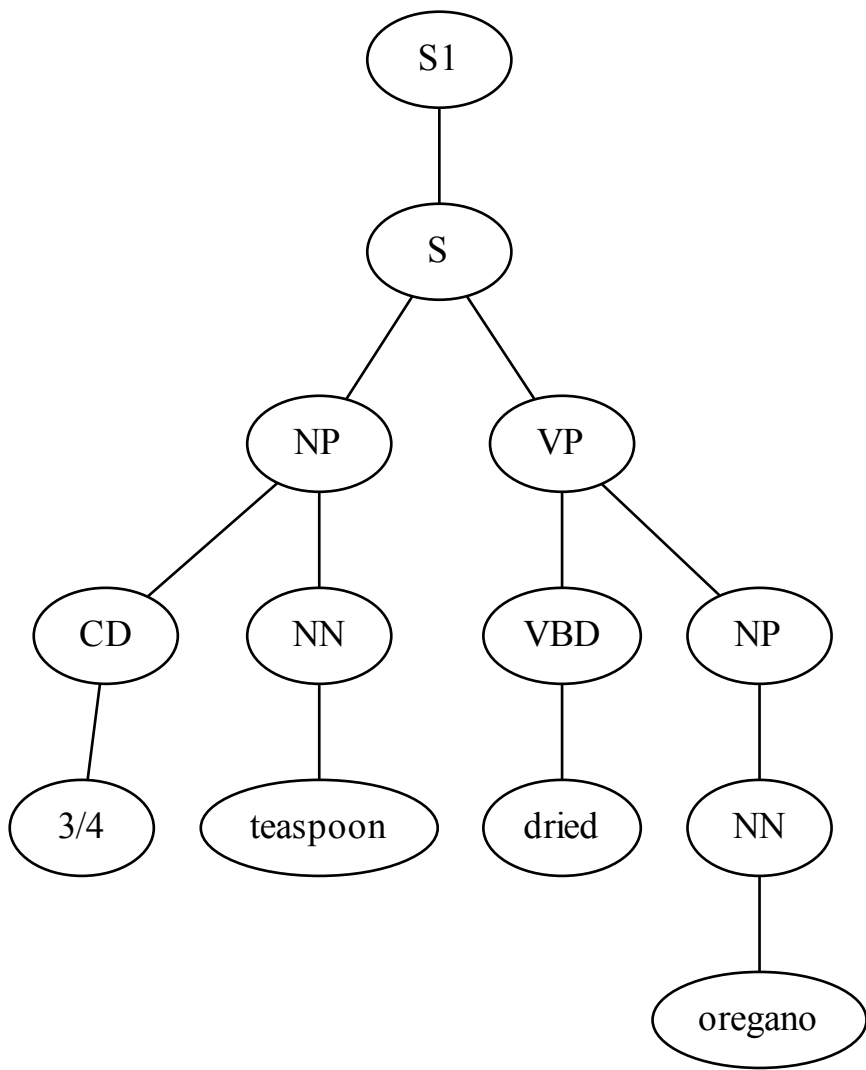 S1
S
NP VP
CD NN VBD NP
3/4 teaspoon dried NN
oregano